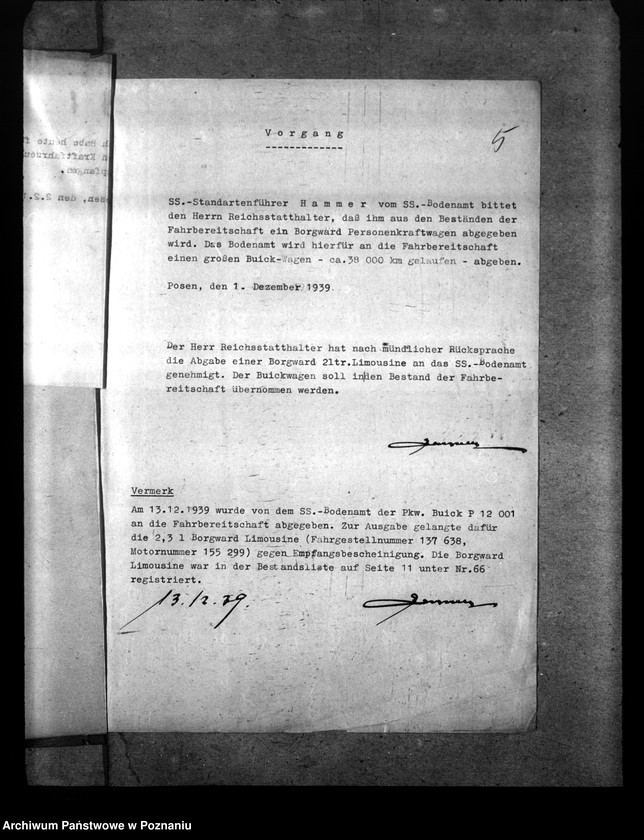 5
Vorgang
SS.-Standartenführer Hammer vom SS.-Bodenamt bittet
den Herrn Reichsstatthalter, daß ihm aus den Beständen der
Fahrbereitschaft ein Borgward Personenkraftwagen abgegeben
wird. Das Bodenamt wird hierfür an die Fahrbereitschaft
einen großen Buick-Wagen - ca.38 000 km gelaufen - abgeben.
Posen, den 1. Dezember 1939.
Der Herr Reichsstatthalter hat nach mündlicher Rücksprache
die Abgabe einer Borgward 2ltr.Limousine an das SS.-Bodenamt
genehmigt. Der Buickwagen soll in den Bestand der Fahrbe-
reitschaft übernommen werden.
Vermerk
Am 13.12.1939 wurde von dem SS.-Bodenamt der Pkw. Buick P 12 001
an die Fahrbereitschaft abgegeben. Zur Ausgabe gelangte dafür
die 2,3 l Borgward Limousine (Fahrgestellnummer 137 638,
Motornummer 155 299) gegen Empfangsbescheinigung. Die Borgward
Limousine war in der Bestandsliste auf Seite 11 unter Nr.66
registriert.
13.12.39.
Archiwum Państwowe w Poznaniu